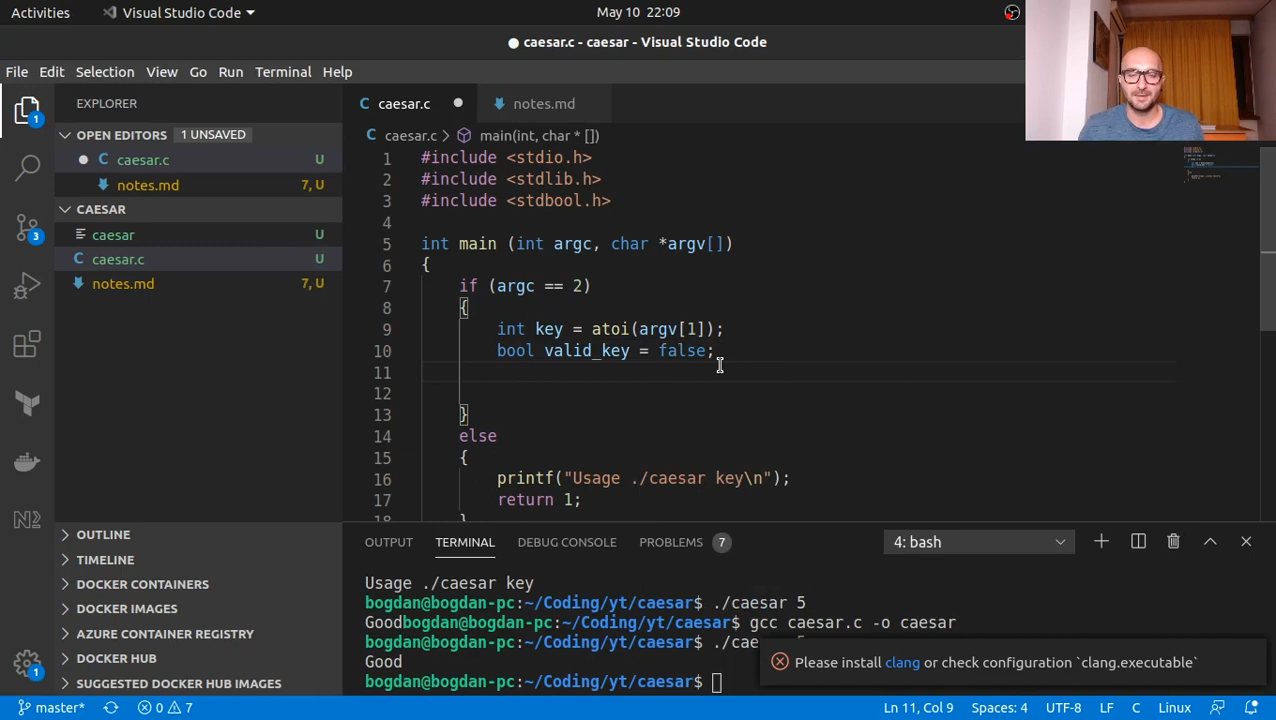 Activities Visual Studio Code May 10 22:09
caesar.c - caesar - Visual Studio Code
File Edit Selection View Go Run Terminal Help
EXPLORER
OPEN EDITORS 1 UNSAVED
caesar.c U
notes.md 7, U
CAESAR
caesar U
caesar.c U
notes.md 7, U
OUTLINE
TIMELINE
DOCKER CONTAINERS
DOCKER IMAGES
AZURE CONTAINER REGISTRY
DOCKER HUB
SUGGESTED DOCKER HUB IMAGES
1
3
1
caesar.c notes.md
caesar.c > main(int, char * [])
1 #include <stdio.h>
2 #include <stdlib.h>
3 #include <stdbool.h>
4
5 int main (int argc, char *argv[])
6 {
7 if (argc == 2)
8 {
9 int key = atoi(argv[1]);
10 bool valid_key = false;
11
12
13 }
14 else
15 {
16 printf("Usage ./caesar key\n");
17 return 1;
18 }
OUTPUT TERMINAL DEBUG CONSOLE PROBLEMS 7 4: bash
Usage ./caesar key
bogdan@bogdan-pc:~/Coding/yt/caesar$ ./caesar 5
Goodbogdan@bogdan-pc:~/Coding/yt/caesar$ gcc caesar.c -o caesar
bogdan@bogdan-pc:~/Coding/yt/caesar$ ./caesar 5
Good
bogdan@bogdan-pc:~/Coding/yt/caesar$
Please install clang or check configuration `clang.executable`
master* 0 7 Ln 11, Col 9 Spaces: 4 UTF-8 LF C Linux